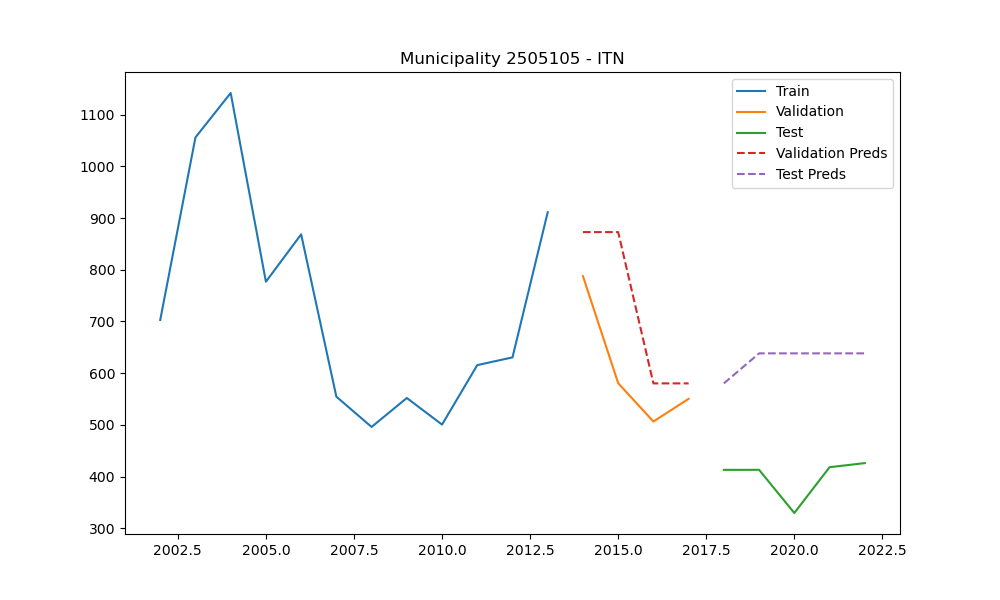 Municipality 2505105 - ITN
Train
Validation
Test
Validation Preds
Test Preds
1100
1000
900
800
700
600
500
400
300
2002.5 2005.0 2007.5 2010.0 2012.5 2015.0 2017.5 2020.0 2022.5